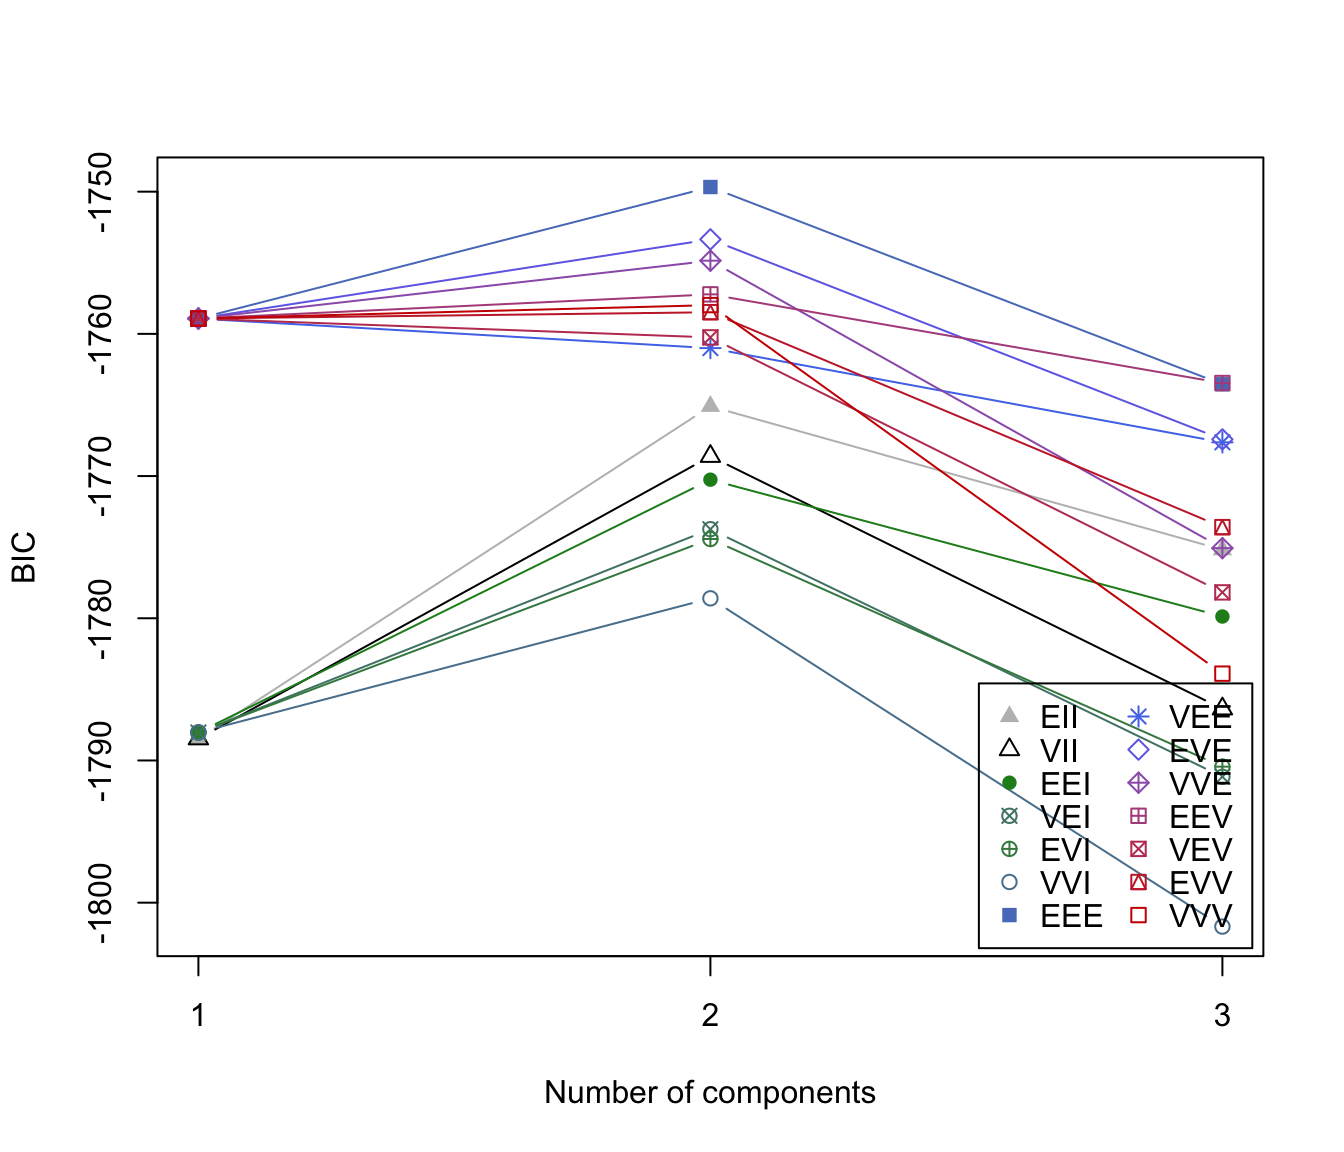 BIC
-1750
-1760
-1770
-1780
-1790
-1800
EII VEE
VII EVE
EEI VVE
VEI EEV
EVI VEV
VVI EVV
EEE VVV
1 2 3
Number of components